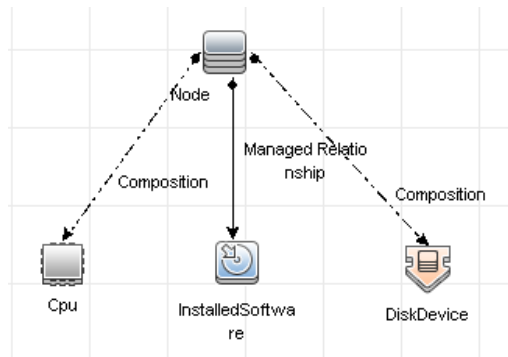 Node
Managed Relatio
nship
Composition
Composition
Cpu
InstalledSoftwa
re
DiskDevice